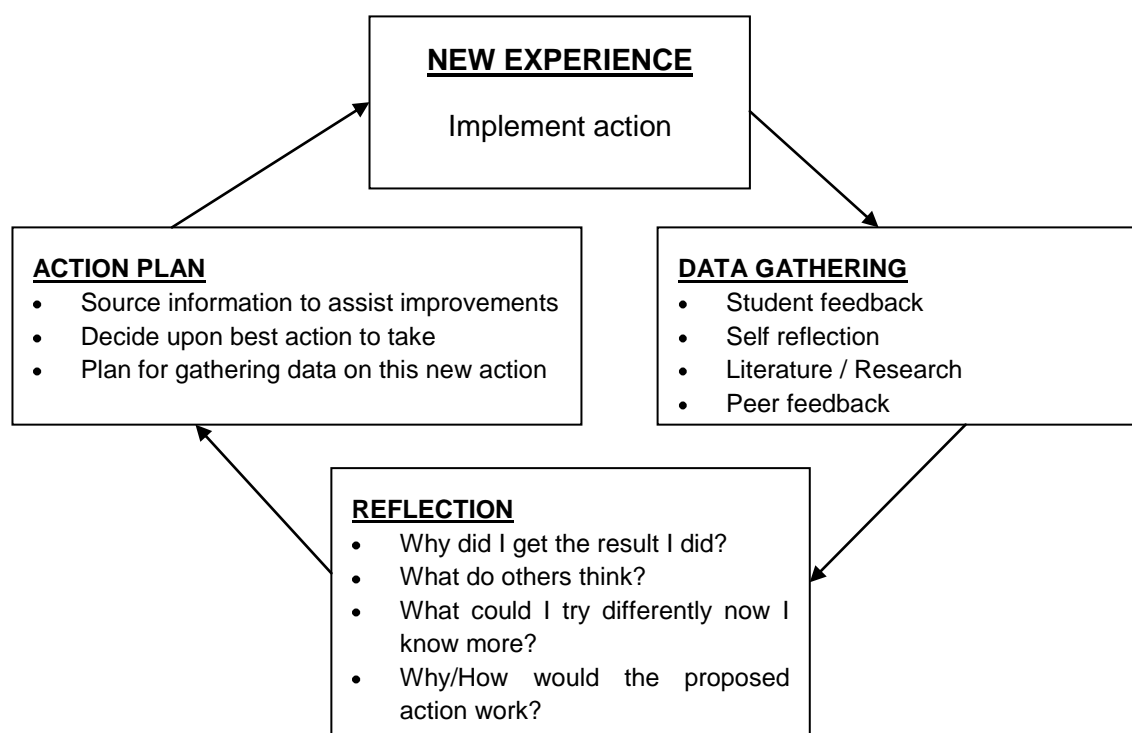 NEW EXPERIENCE
Implement action
ACTION PLAN
• Source information to assist improvements
• Decide upon best action to take
• Plan for gathering data on this new action
DATA GATHERING
• Student feedback
• Self reflection
• Literature / Research
• Peer feedback
REFLECTION
• Why did I get the result I did?
• What do others think?
• What could I try differently now I
know more?
• Why/How would the proposed
action work?